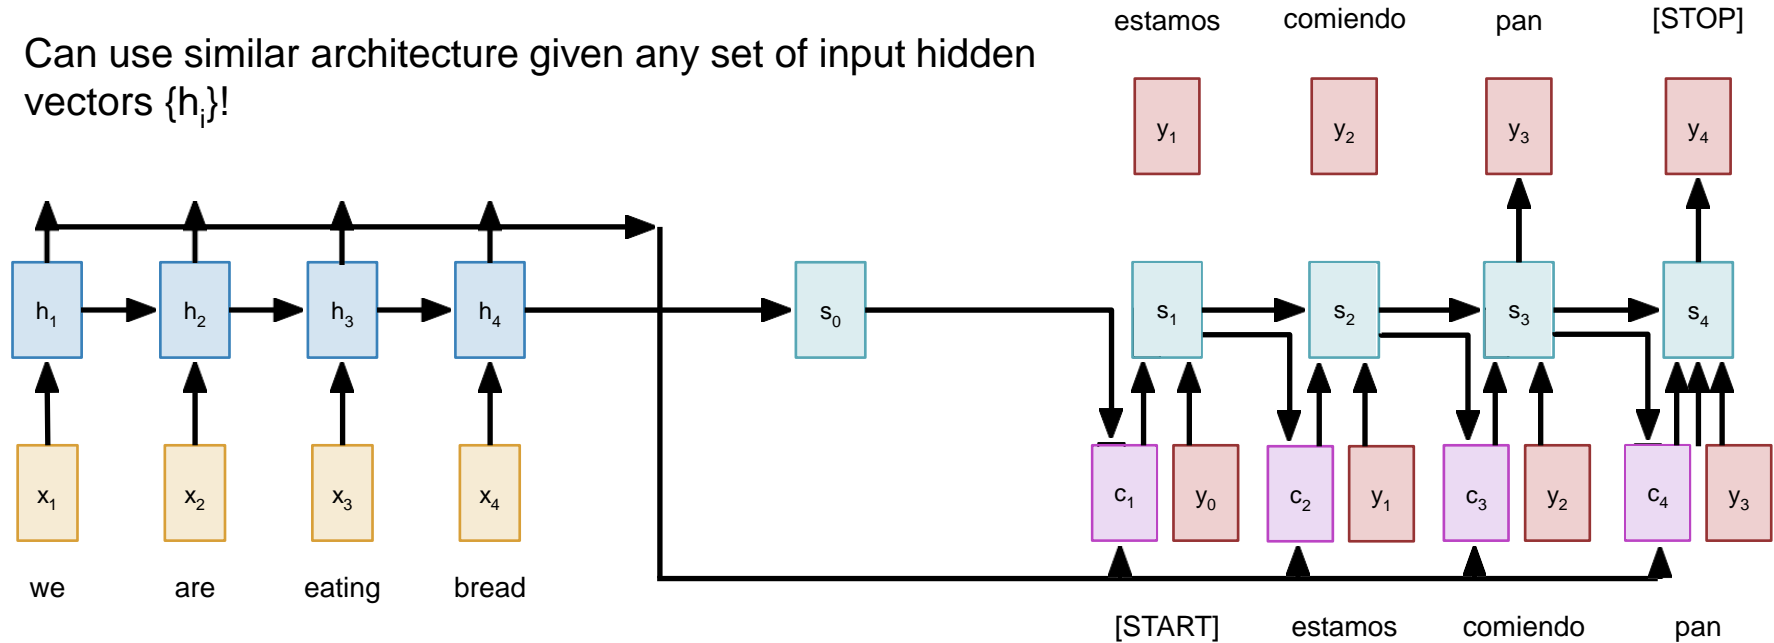 estamos comiendo pan [STOP]
Can use similar architecture given any set of input hidden
vectors {hᵢ}!
y₁ y₂ y₃ y₄
h₁ h₂ h₃ h₄ s₀ s₁ s₂ s₃ s₄
x₁ x₂ x₃ x₄ c₁ y₀ c₂ y₁ c₃ y₂ c₄ y₃
we are eating bread
[START] estamos comiendo pan